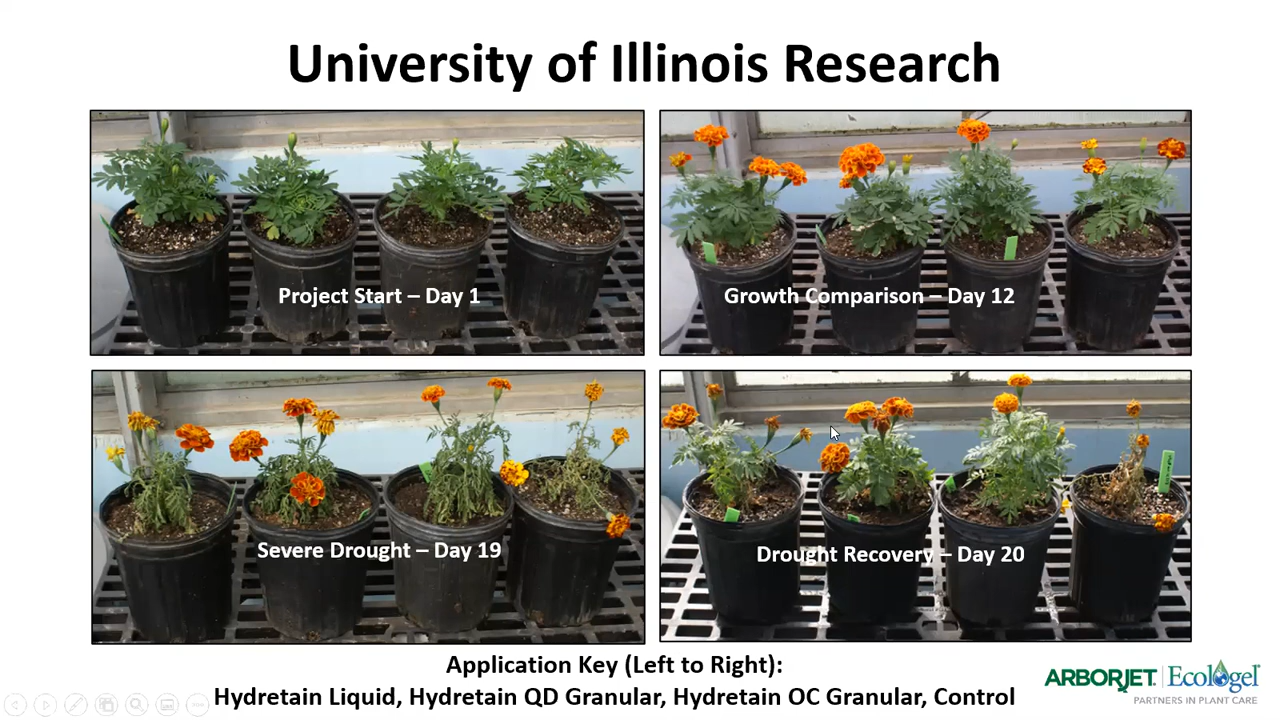 University of Illinois Research
Project Start – Day 1
Growth Comparison – Day 12
Severe Drought – Day 19
Drought Recovery – Day 20
Application Key (Left to Right):
Hydretain Liquid, Hydretain QD Granular, Hydretain OC Granular, Control
ARBORJET | Ecologel
PARTNERS IN PLANT CARE